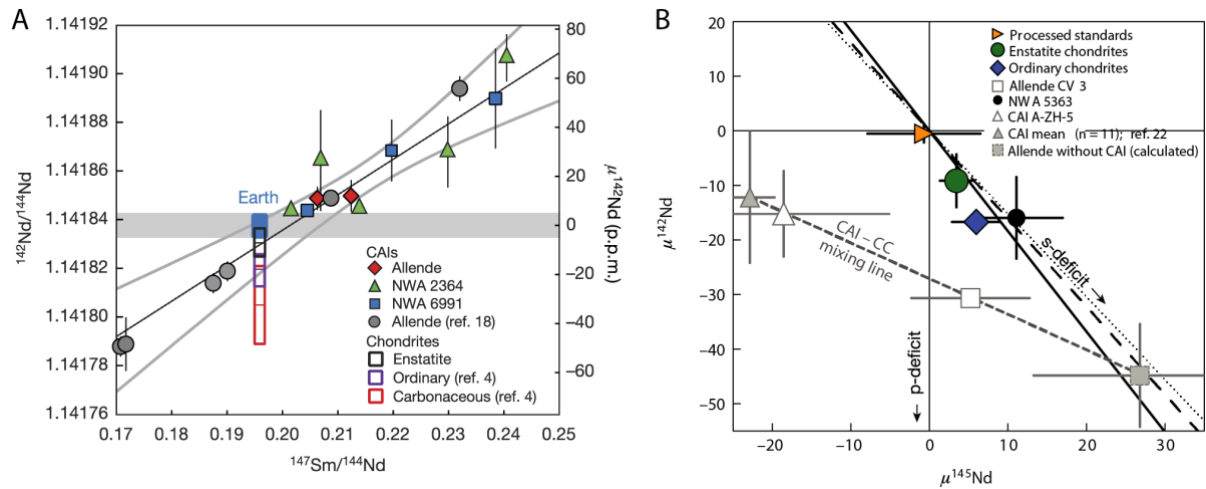 A
1.14192
1.14190
1.14188
1.14186
1.14184
1.14182
1.14180
1.14178
1.14176
¹⁴²Nd/¹⁴⁴Nd
0.17
0.18
0.19
0.20
0.21
0.22
0.23
0.24
0.25
¹⁴⁷Sm/¹⁴⁴Nd
80
60
40
20
0
−20
−40
−60
μ¹⁴²Nd (p.p.m.)
Earth
CAIs
Allende
NWA 2364
NWA 6991
Allende (ref. 18)
Chondrites
Enstatite
Ordinary (ref. 4)
Carbonaceous (ref. 4)
B
20
10
0
−10
−20
−30
−40
−50
μ¹⁴²Pd
−20
−10
0
10
20
30
μ¹⁴⁵Nd
Processed standards
Enstatite chondrites
Ordinary chondrites
Allende CV 3
NWA 5363
CAI A-ZH-5
CAI mean (n = 11); ref. 22
Allende without CAI (calculated)
CAI – CC
mixing line
s-deficit
p-deficit